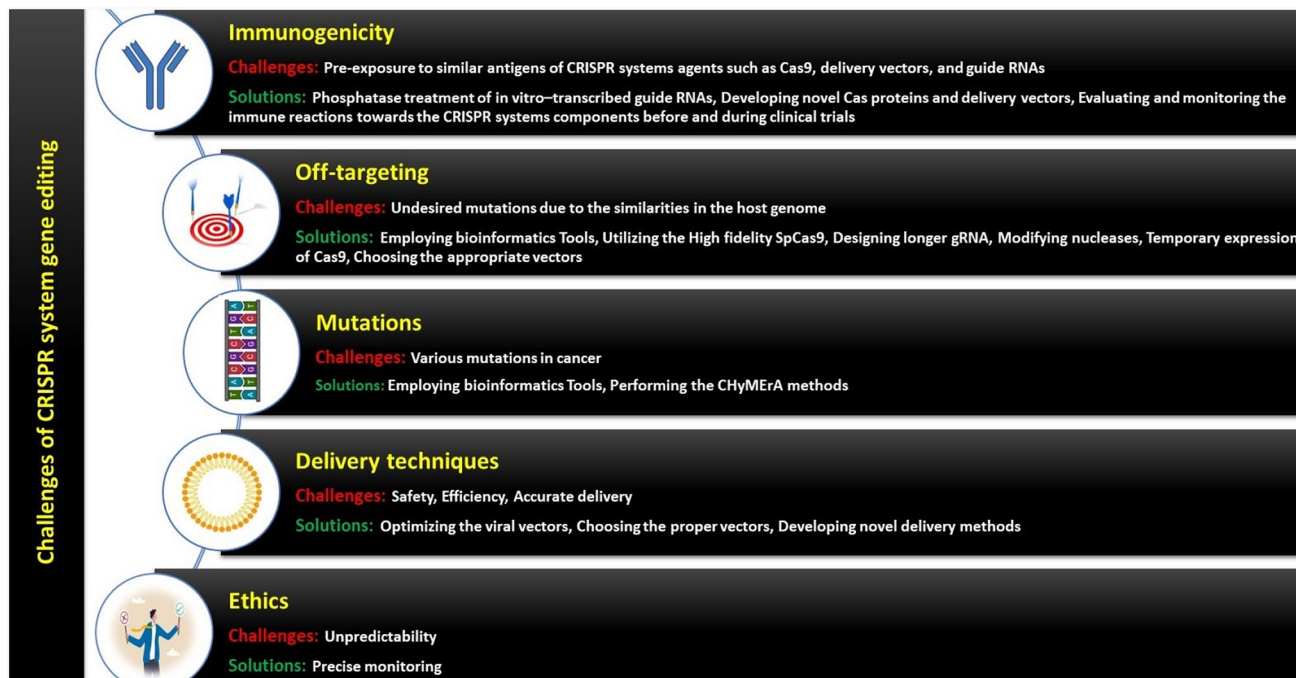 Challenges of CRISPR system gene editing
Immunogenicity
Challenges: Pre-exposure to similar antigens of CRISPR systems agents such as Cas9, delivery vectors, and guide RNAs
Solutions: Phosphatase treatment of in vitro–transcribed guide RNAs, Developing novel Cas proteins and delivery vectors, Evaluating and monitoring the
immune reactions towards the CRISPR systems components before and during clinical trials
Off-targeting
Challenges: Undesired mutations due to the similarities in the host genome
Solutions: Employing bioinformatics Tools, Utilizing the High fidelity SpCas9, Designing longer gRNA, Modifying nucleases, Temporary expression
of Cas9, Choosing the appropriate vectors
A T
G C
T A
C G
G C
C G
A T
T A
Mutations
Challenges: Various mutations in cancer
Solutions: Employing bioinformatics Tools, Performing the CHyMErA methods
Delivery techniques
Challenges: Safety, Efficiency, Accurate delivery
Solutions: Optimizing the viral vectors, Choosing the proper vectors, Developing novel delivery methods
Ethics
Challenges: Unpredictability
Solutions: Precise monitoring